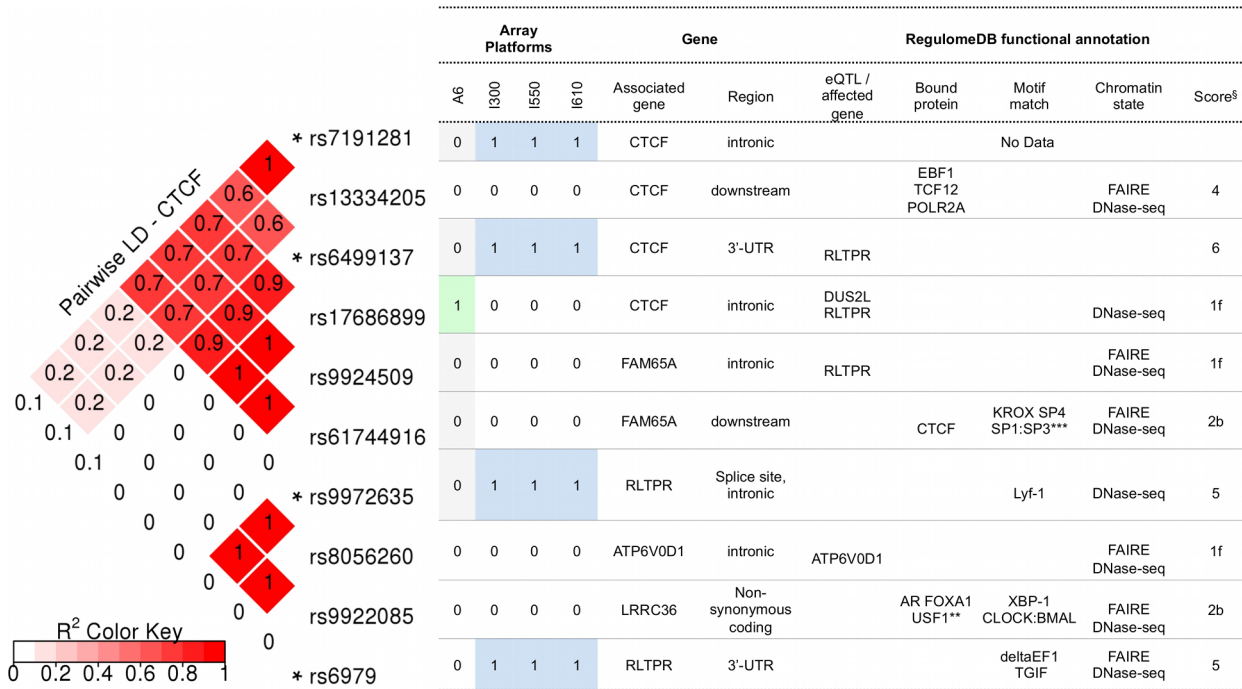 Pairwise LD - CTCF
1
0.6
0.7 0.6
0.7 0.7
0.7 0.7 0.9
0.2 0.7 0.9
0.2 0.2 0.9 1
0.2 0.2 0 1
0.1 0.2 0 0 1
0.1 0 0 0
0.1 0 0 0
0 0 0
0 0 1
0 1
0 1
0
0
R² Color Key
0 0.2 0.4 0.6 0.8 1
Array
Platforms
Gene
RegulomeDB functional annotation
A6 I300 I550 I610
Associated
gene
Region
eQTL /
affected
gene
Bound
protein
Motif
match
Chromatin
state
Score§
* rs7191281
0 1 1 1 CTCF intronic No Data
rs13334205
0 0 0 0 CTCF downstream
EBF1
TCF12
POLR2A
FAIRE
DNase-seq
4
* rs6499137
0 1 1 1 CTCF 3'-UTR RLTPR 6
rs17686899
1 0 0 0 CTCF intronic
DUS2L
RLTPR
DNase-seq
1f
rs9924509
0 0 0 0 FAM65A intronic RLTPR
FAIRE
DNase-seq
1f
rs61744916
0 0 0 0 FAM65A downstream CTCF
KROX SP4
SP1:SP3***
FAIRE
DNase-seq
2b
* rs9972635
0 1 1 1 RLTPR
Splice site,
intronic
Lyf-1 DNase-seq 5
rs8056260
0 0 0 0 ATP6V0D1 intronic ATP6V0D1
FAIRE
DNase-seq
1f
rs9922085
0 0 0 0 LRRC36
Non-
synonymous
coding
AR FOXA1
USF1**
XBP-1
CLOCK:BMAL
FAIRE
DNase-seq
2b
* rs6979
0 1 1 1 RLTPR 3'-UTR
deltaEF1
TGIF
FAIRE
DNase-seq
5